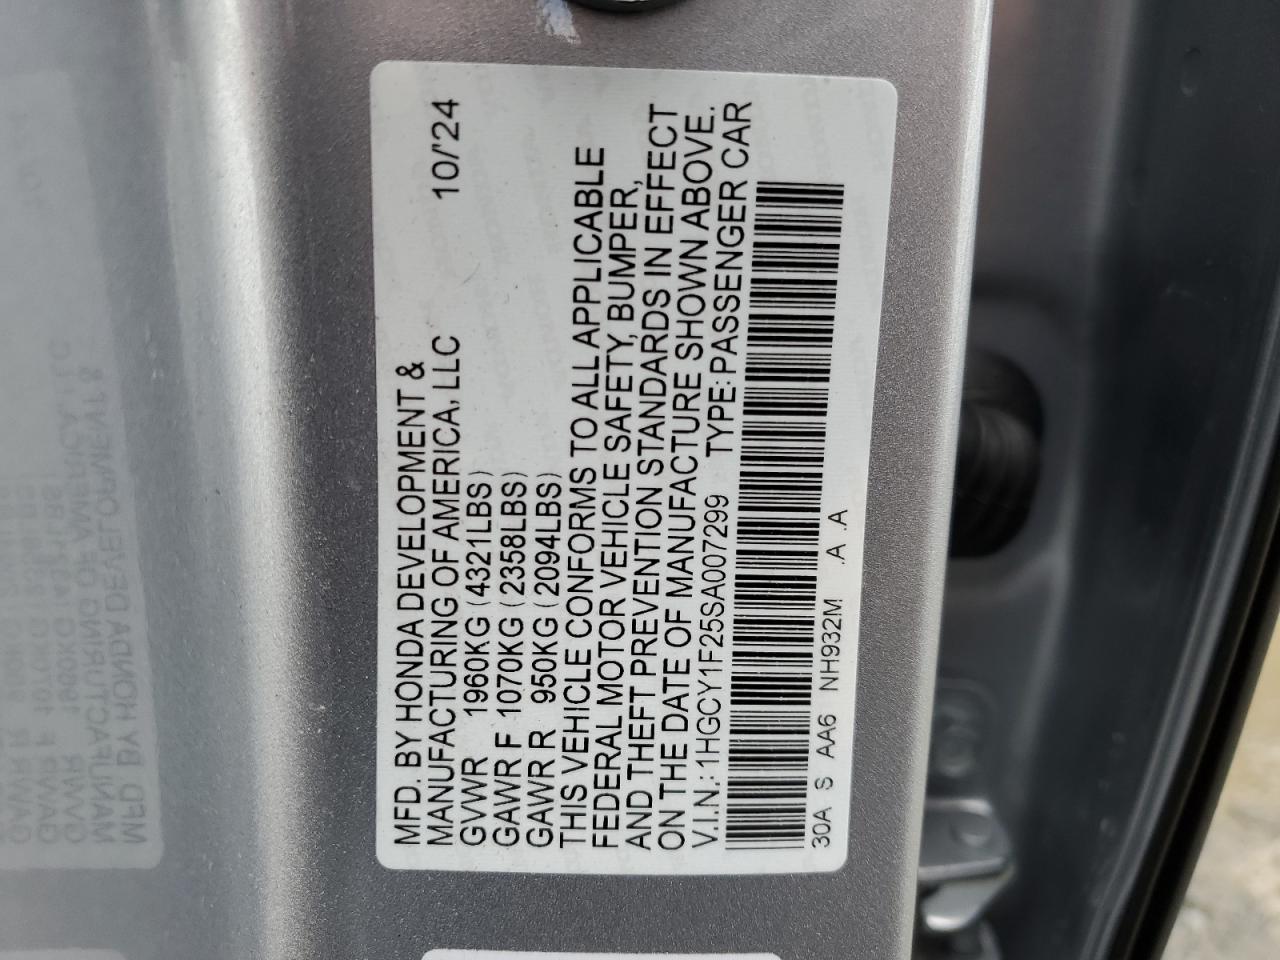 MFD. BY HONDA DEVELOPMENT &
MANUFACTURING OF AMERICA, LLC 10/'24
GVWR 1960KG (4321LBS)
GAWR F 1070KG (2358LBS)
GAWR R 950KG (2094LBS)
THIS VEHICLE CONFORMS TO ALL APPLICABLE
FEDERAL MOTOR VEHICLE SAFETY, BUMPER,
AND THEFT PREVENTION STANDARDS IN EFFECT
ON THE DATE OF MANUFACTURE SHOWN ABOVE.
V.I.N.: 1HGCY1F25SA007299 TYPE: PASSENGER CAR
30A S AA6 NH932M .A .A